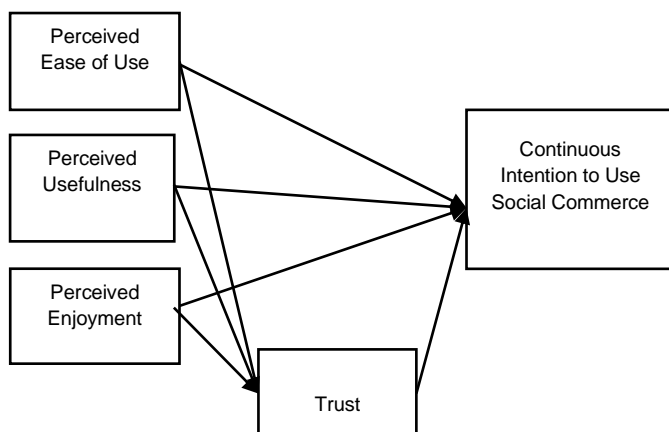 Perceived
Ease of Use
Perceived
Usefulness
Perceived
Enjoyment
Trust
Continuous
Intention to Use
Social Commerce